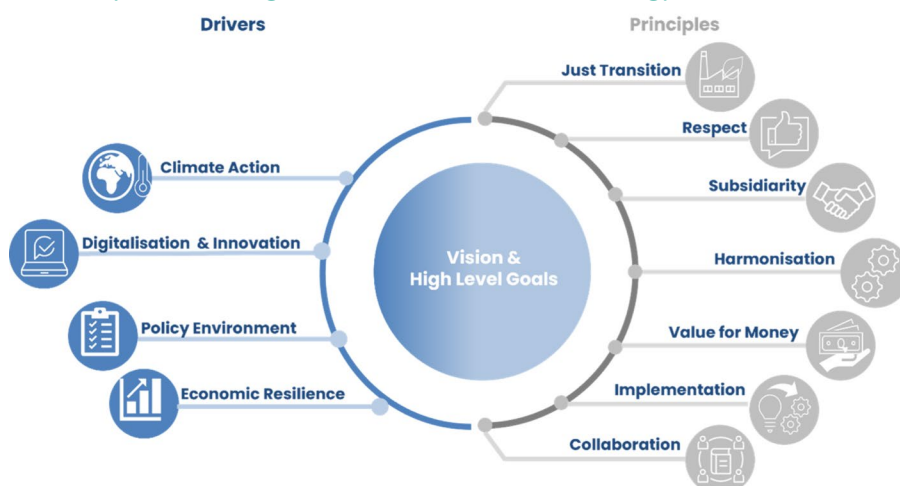 Drivers
Principles
Just Transition
Respect
Climate Action
Subsidiarity
Digitalisation & Innovation
Vision &
High Level Goals
Harmonisation
Policy Environment
Value for Money
Economic Resilience
Implementation
Collaboration